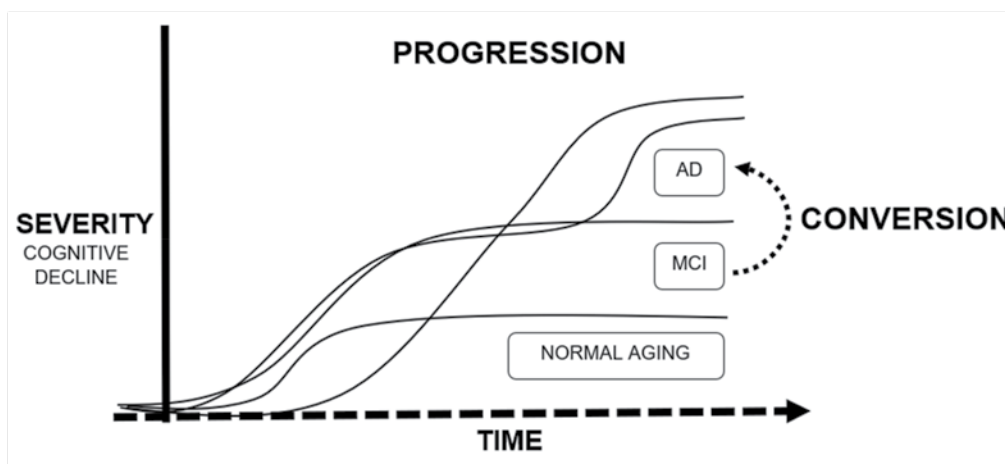 PROGRESSION
SEVERITY
COGNITIVE
DECLINE
AD
CONVERSION
MCI
NORMAL AGING
TIME